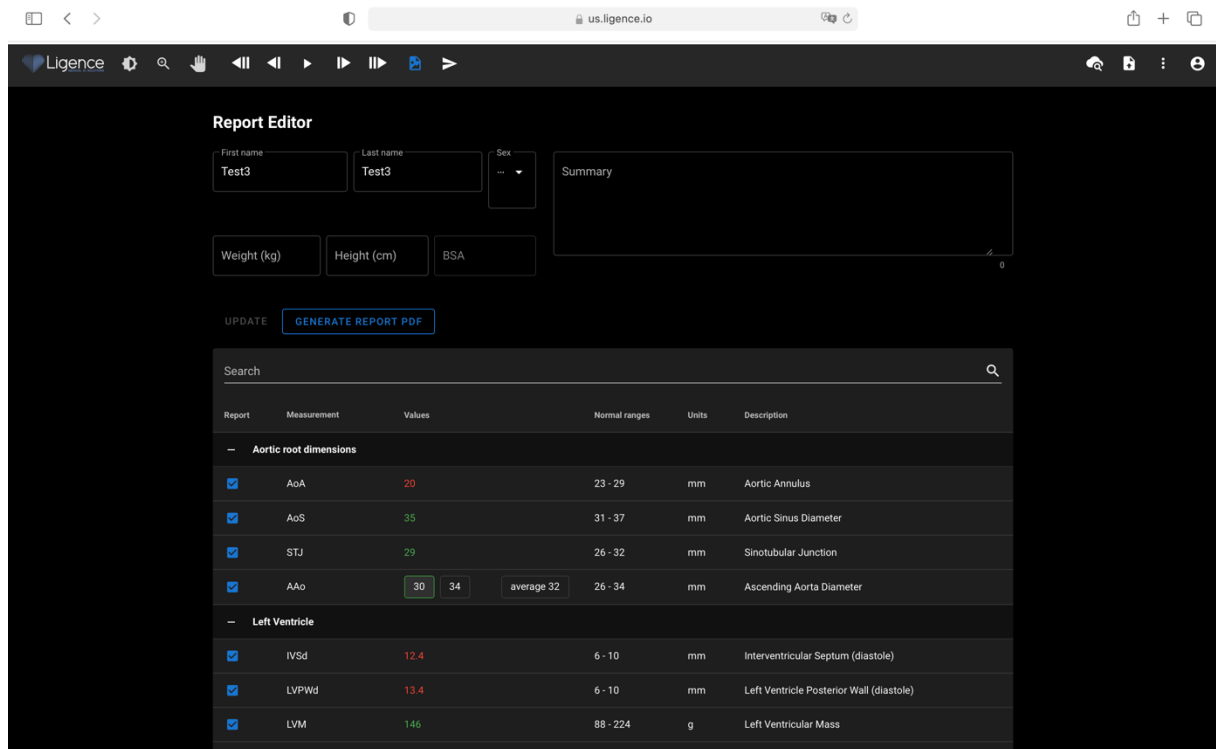 us.ligence.io
Ligence
Report Editor
First name
Test3
Last name
Test3
Sex
...
Summary
Weight (kg)
Height (cm)
BSA
0
UPDATE
GENERATE REPORT PDF
Search
Report Measurement Values Normal ranges Units Description
− Aortic root dimensions
AoA 20 23 - 29 mm Aortic Annulus
AoS 35 31 - 37 mm Aortic Sinus Diameter
STJ 29 26 - 32 mm Sinotubular Junction
AAo 30 34 average 32 26 - 34 mm Ascending Aorta Diameter
− Left Ventricle
IVSd 12.4 6 - 10 mm Interventricular Septum (diastole)
LVPWd 13.4 6 - 10 mm Left Ventricle Posterior Wall (diastole)
LVM 146 88 - 224 g Left Ventricular Mass